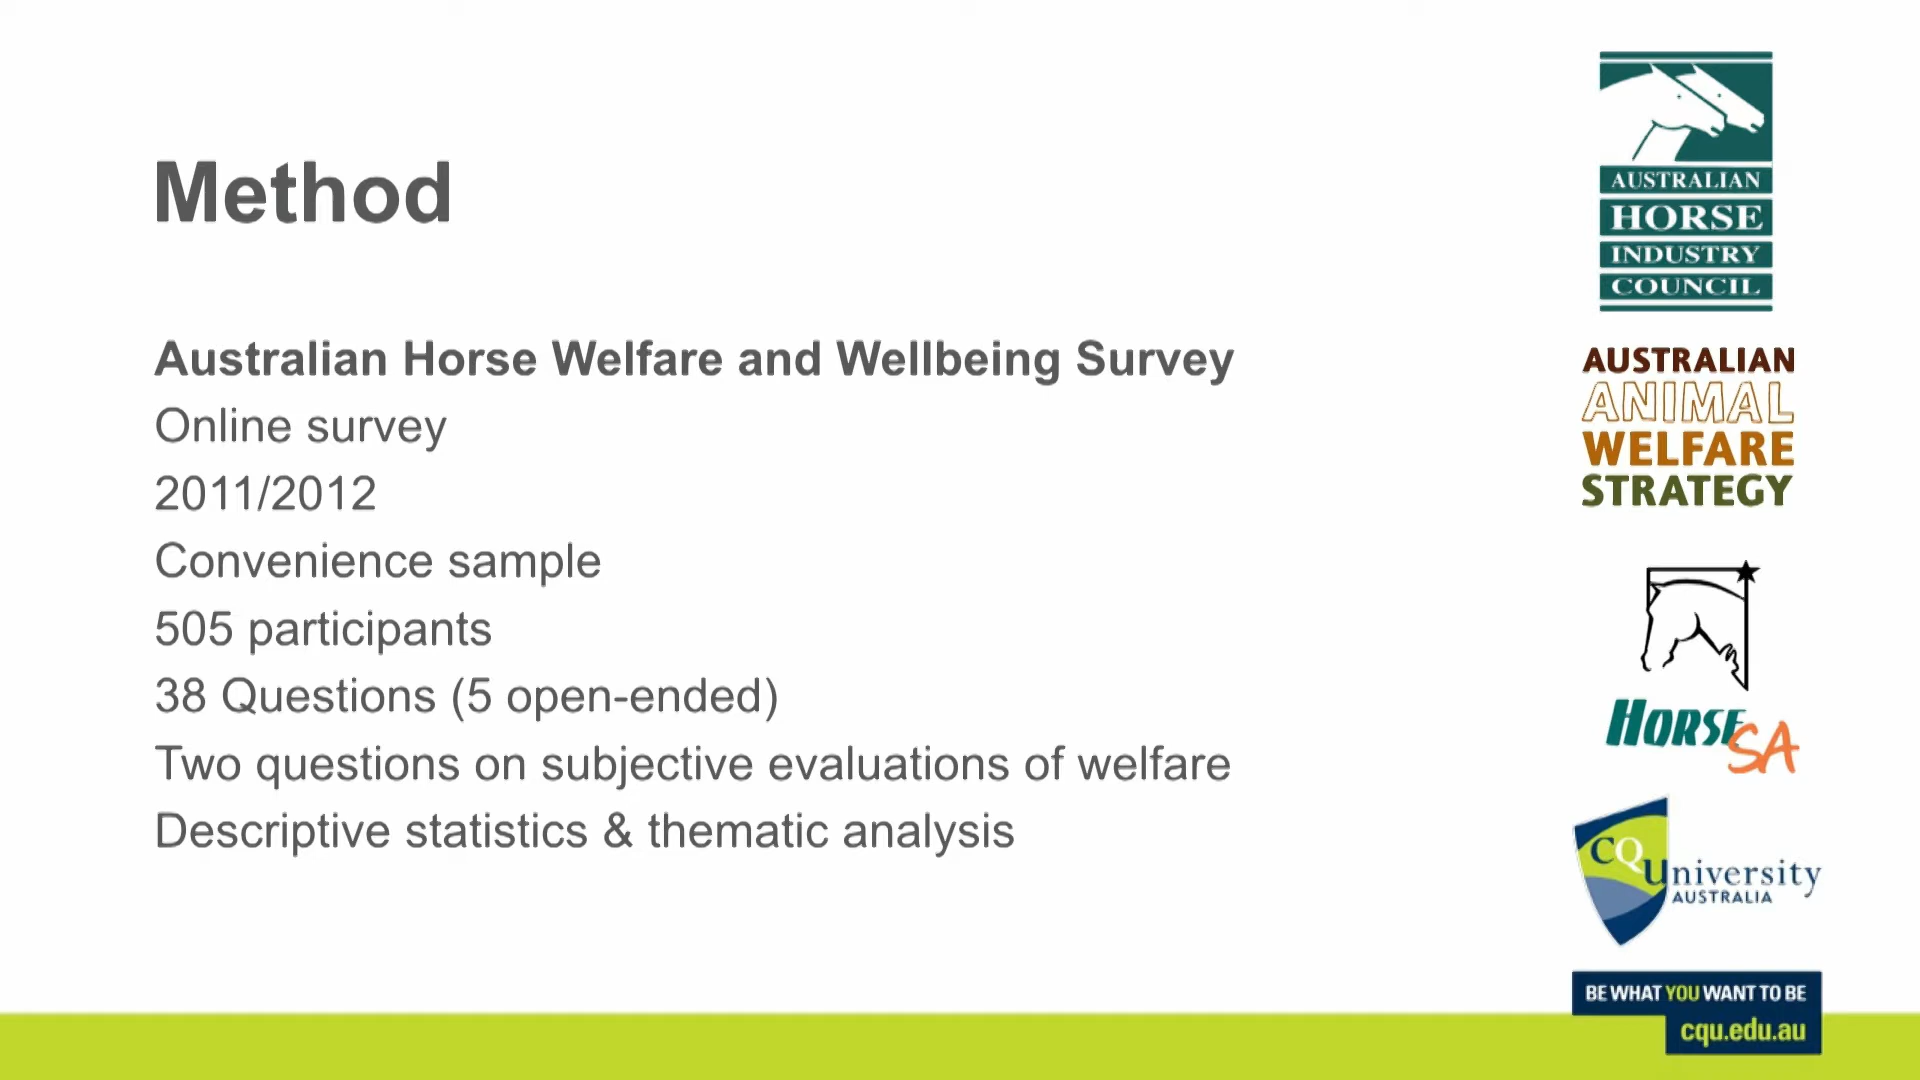 Method
Australian Horse Welfare and Wellbeing Survey
Online survey
2011/2012
Convenience sample
505 participants
38 Questions (5 open-ended)
Two questions on subjective evaluations of welfare
Descriptive statistics & thematic analysis
AUSTRALIAN
HORSE
INDUSTRY
COUNCIL
AUSTRALIAN
ANIMAL
WELFARE
STRATEGY
HORSE
SA
CQUniversity
AUSTRALIA
BE WHAT YOU WANT TO BE
cqu.edu.au